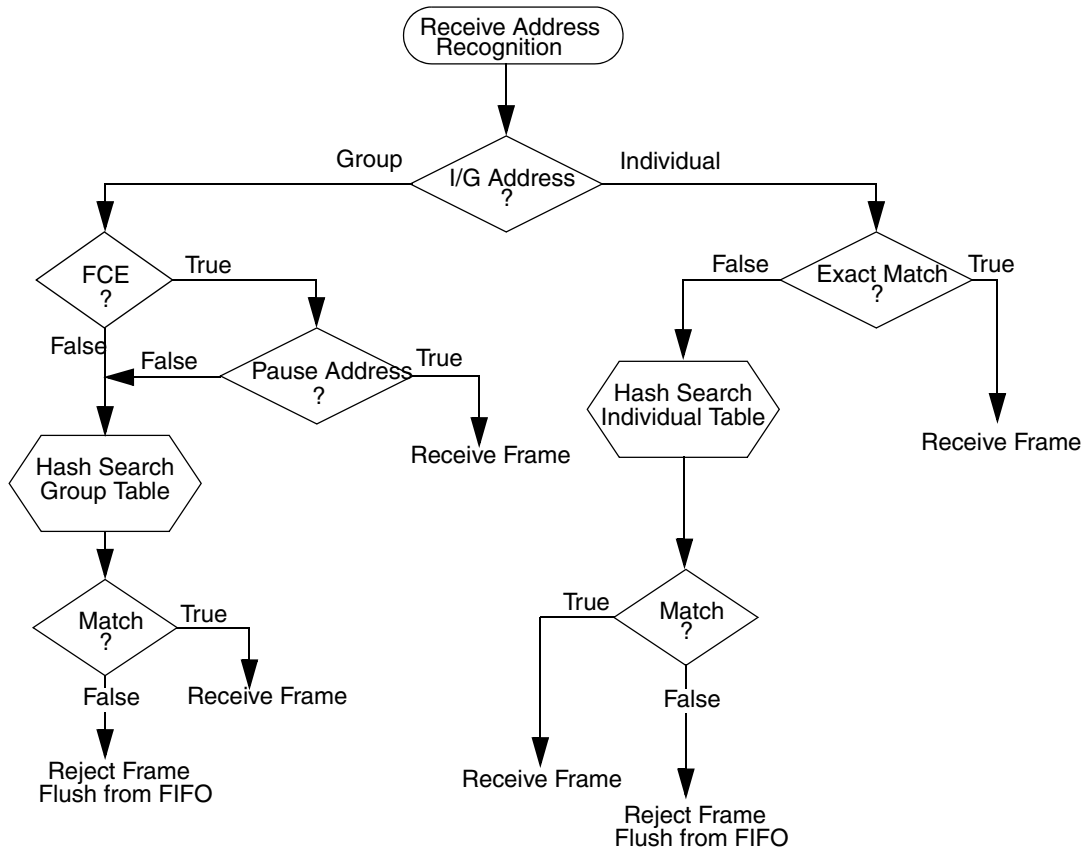 Receive Address
Recognition
Group
Individual
I/G Address
?
FCE
?
True
False
Exact Match
?
True
False
False
Pause Address
?
True
Hash Search
Individual Table
Receive Frame
Receive Frame
Hash Search
Group Table
Match
?
True
True
Match
?
False
Receive Frame
False
Reject Frame
Flush from FIFO
Receive Frame
Reject Frame
Flush from FIFO